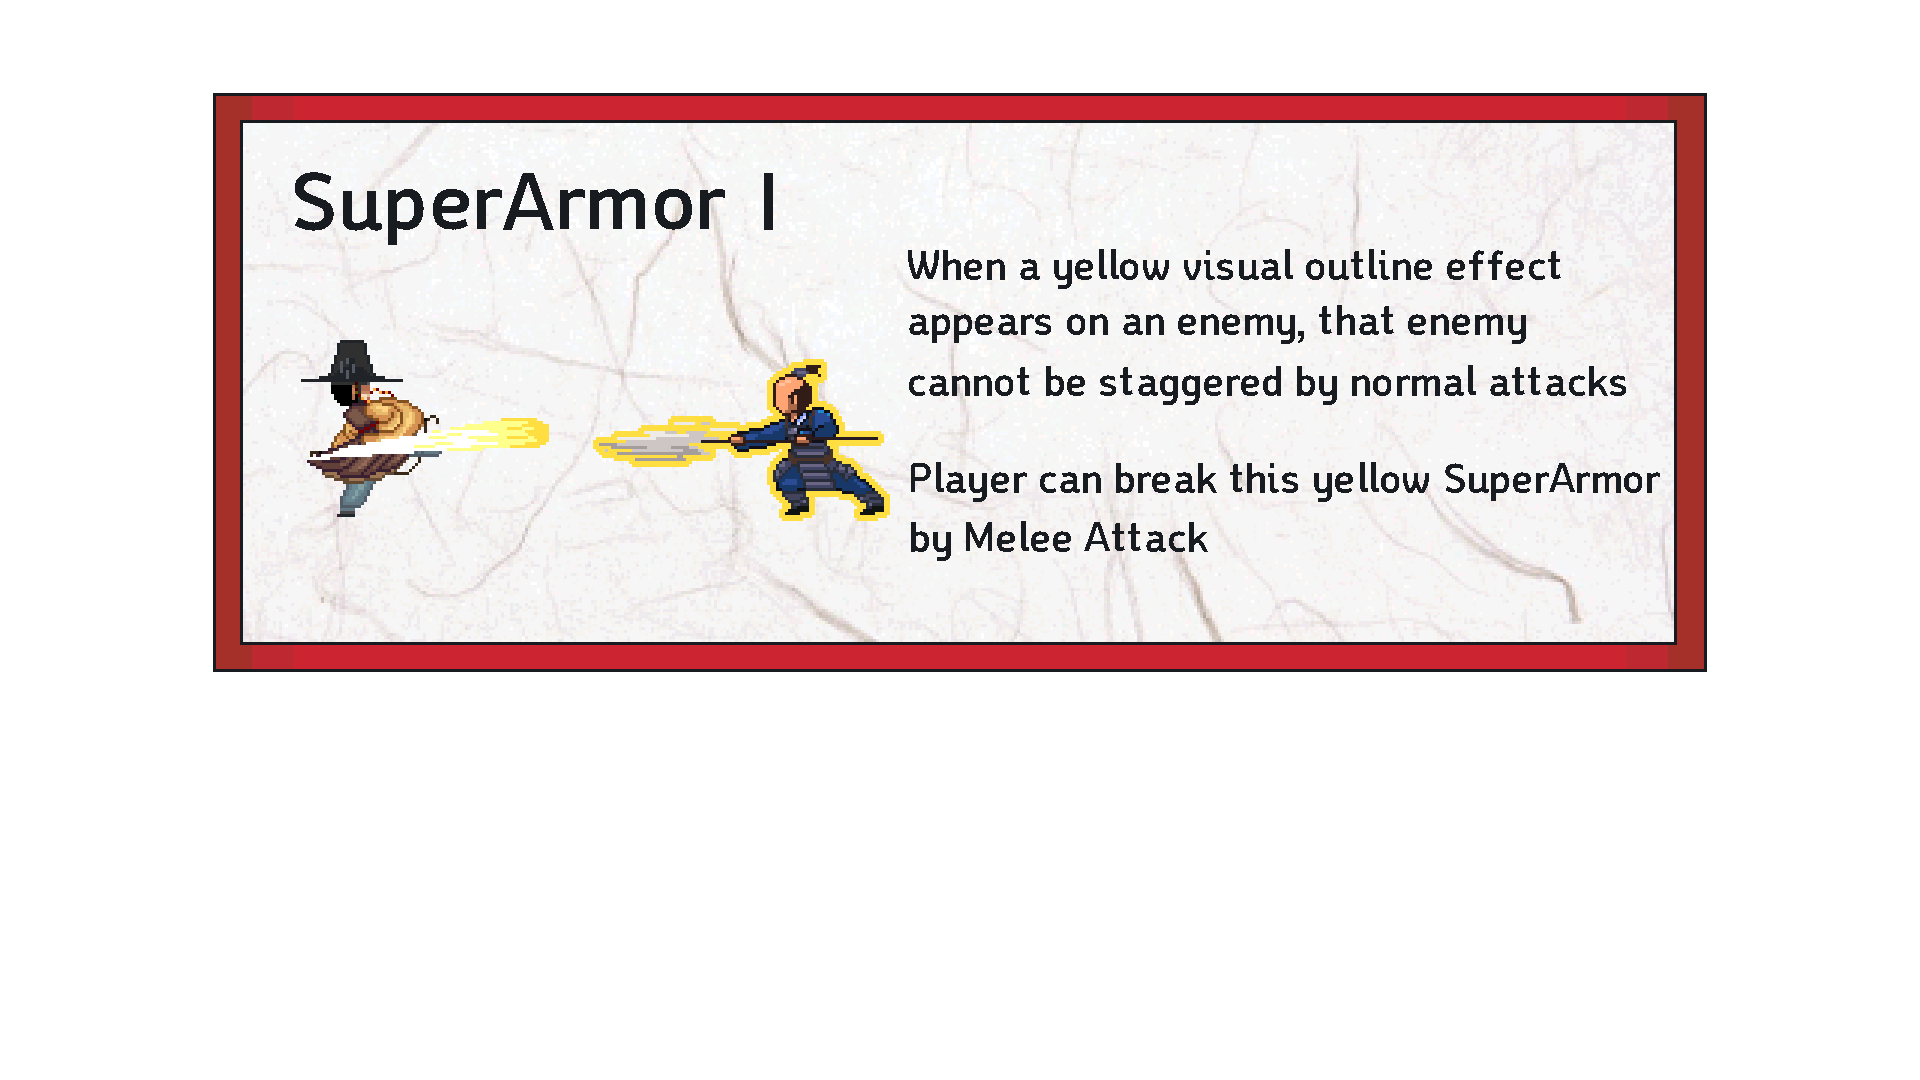 SuperArmor I
When a yellow visual outline effect
appears on an enemy, that enemy
cannot be staggered by normal attacks
Player can break this yellow SuperArmor
by Melee Attack